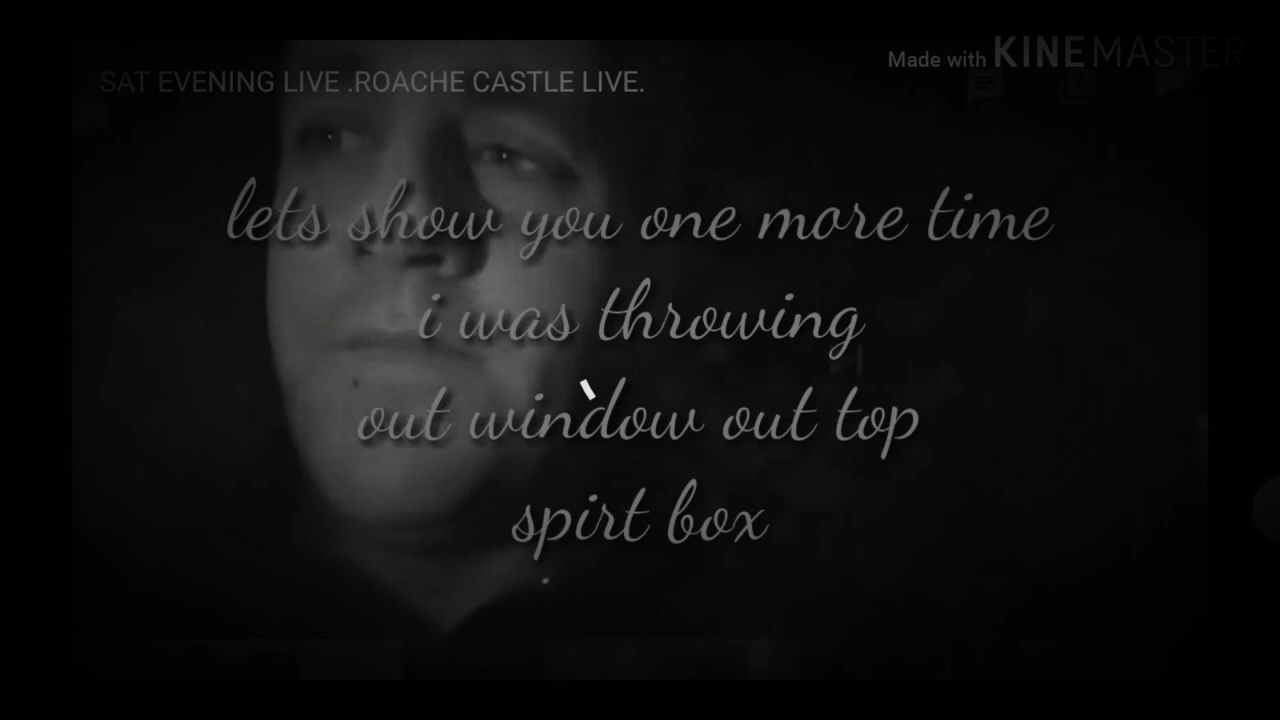 Made with KINEMASTER
SAT EVENING LIVE .ROACHE CASTLE LIVE.
lets show you one more time
i was throwing
out window out top
spirt box